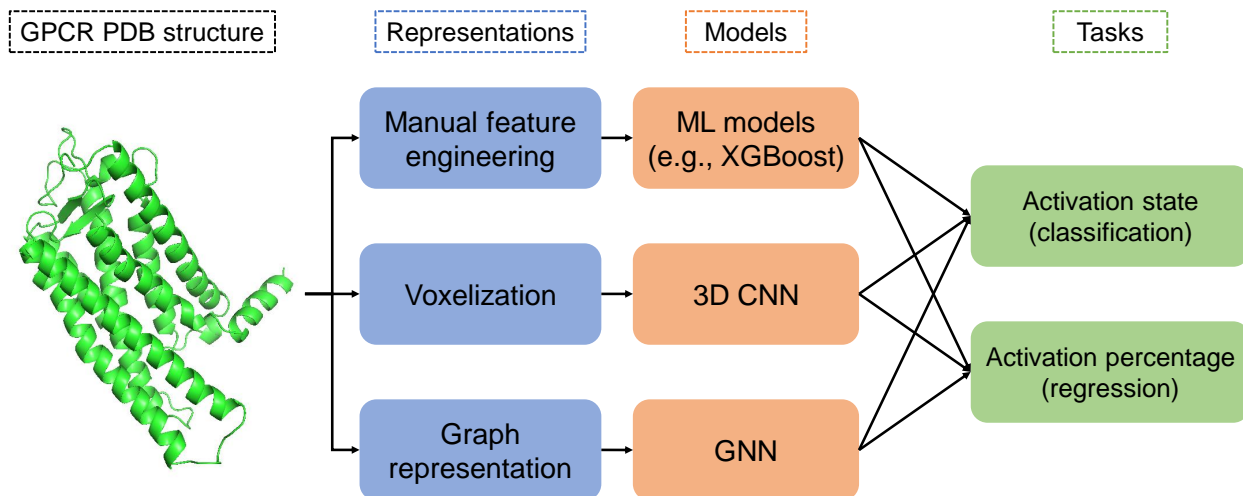 GPCR PDB structure
Representations
Models
Tasks
Manual feature
engineering
ML models
(e.g., XGBoost)
Activation state
(classification)
Voxelization
3D CNN
Activation percentage
(regression)
Graph
representation
GNN